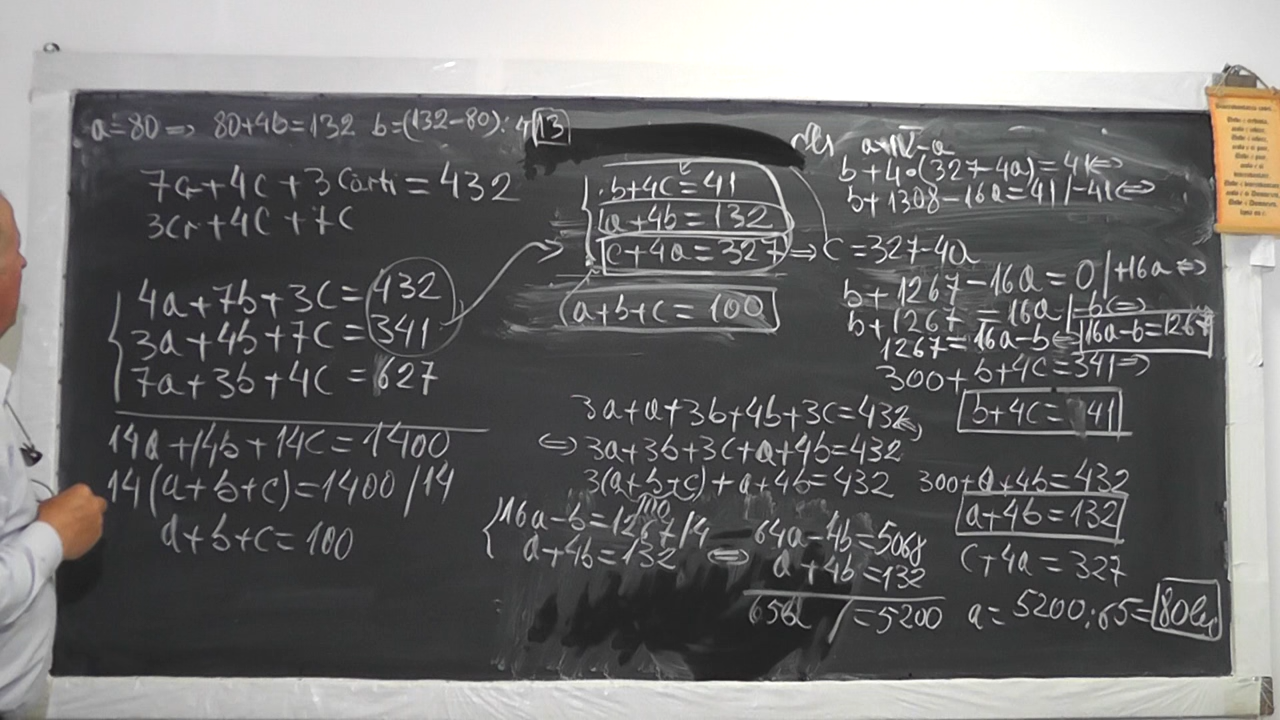 a=80 => 80+4b=132 b=(132-80):4 13
7a+4c+3Cărti=432
3Cr+4C+7C
4a+7b+3c=432
3a+4b+7c=341
7a+3b+4c=627
14a+14b+14c=1400
14(a+b+c)=1400/14
a+b+c=100
b+4c=41
a+4b=132
c+4a=327 => c=327-4a
a+b+c=100
b+4•(327-4a)=41<=>
b+1308-16a=41/-41<=>
b+1267-16a=0/+16a<=>
b+1267=16a/-b<=>
1267=16a-b<=> 16a-b=1267
300+b+4c=341=>
b+4c=41
3a+a+3b+4b+3c=432<=>
<=>3a+3b+3c+a+4b=432
3(a+b+c)+a+4b=432
100
300+a+4b=432
a+4b=132
c+4a=327
16a-b=1267/4
a+4b=132
<=> 64a-4b=5068
a+4b=132
65a / =5200
a=5200:65=80lei